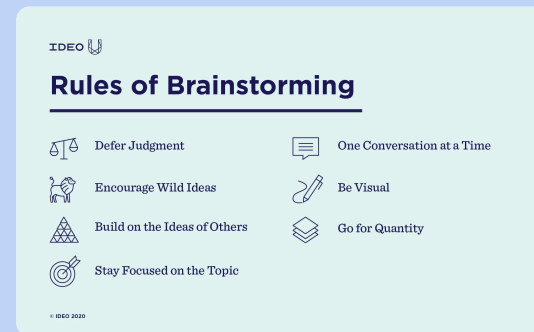 IDEO U
Rules of Brainstorming
Defer Judgment
Encourage Wild Ideas
Build on the Ideas of Others
Stay Focused on the Topic
One Conversation at a Time
Be Visual
Go for Quantity
© IDEO 2020